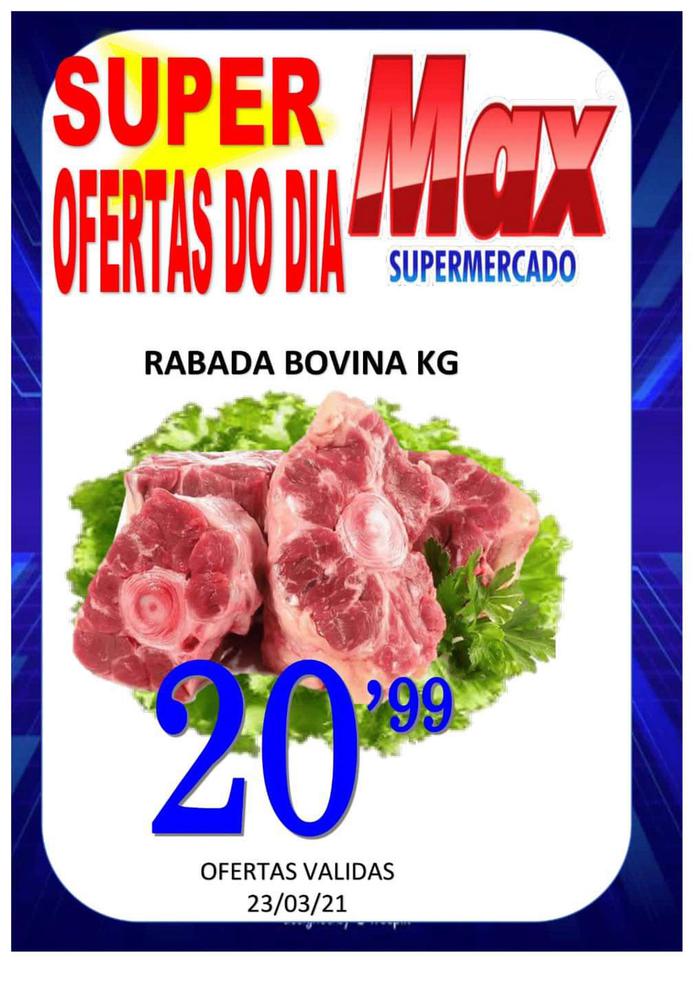 SUPER
OFERTAS DO DIA
Max
SUPERMERCADO
RABADA BOVINA KG
20'99
OFERTAS VALIDAS
23/03/21